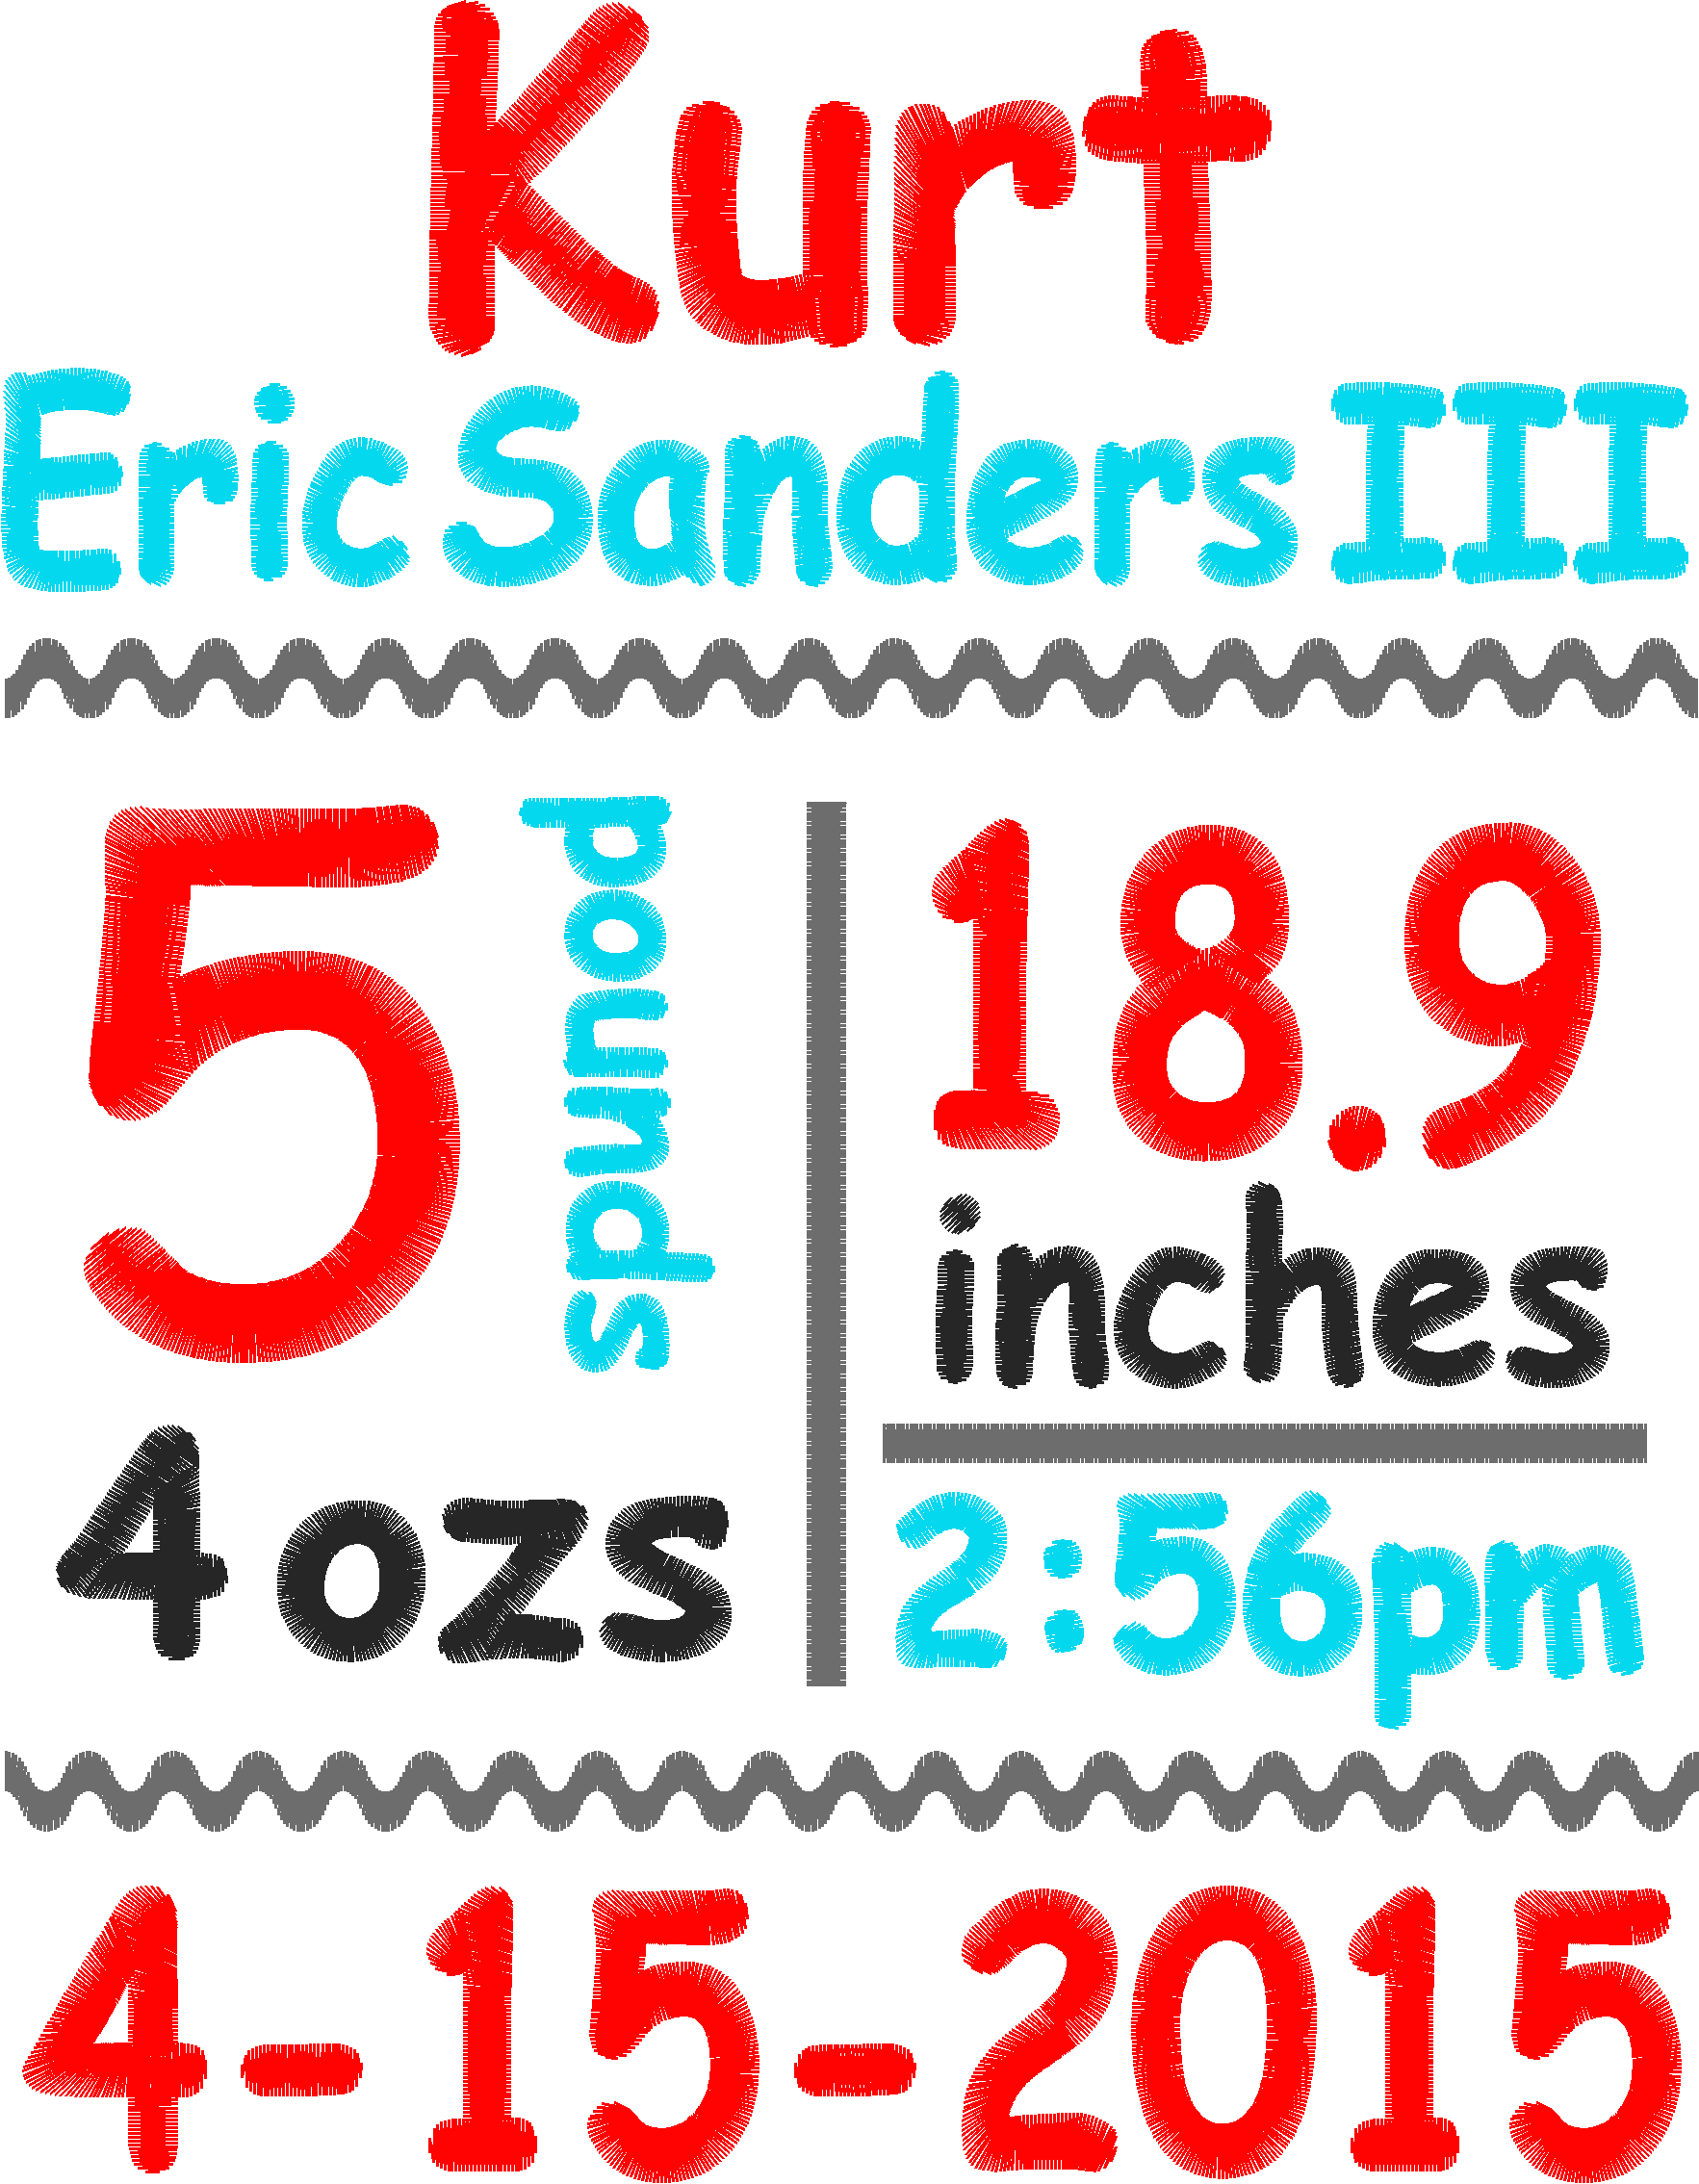 Kurt
Eric Sanders III
5 pounds
4 ozs
18.9
inches
2:56pm
4-15-2015